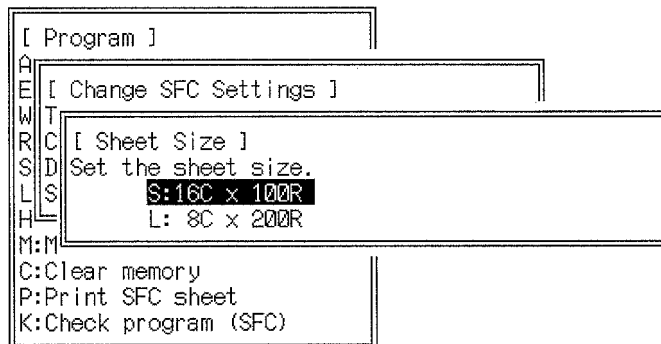 [ Program ]
A
E [ Change SFC Settings ]
W T
R C [ Sheet Size ]
S D Set the sheet size.
L S S:16C x 100R
H L: 8C x 200R
M:M
C:Clear memory
P:Print SFC sheet
K:Check program (SFC)